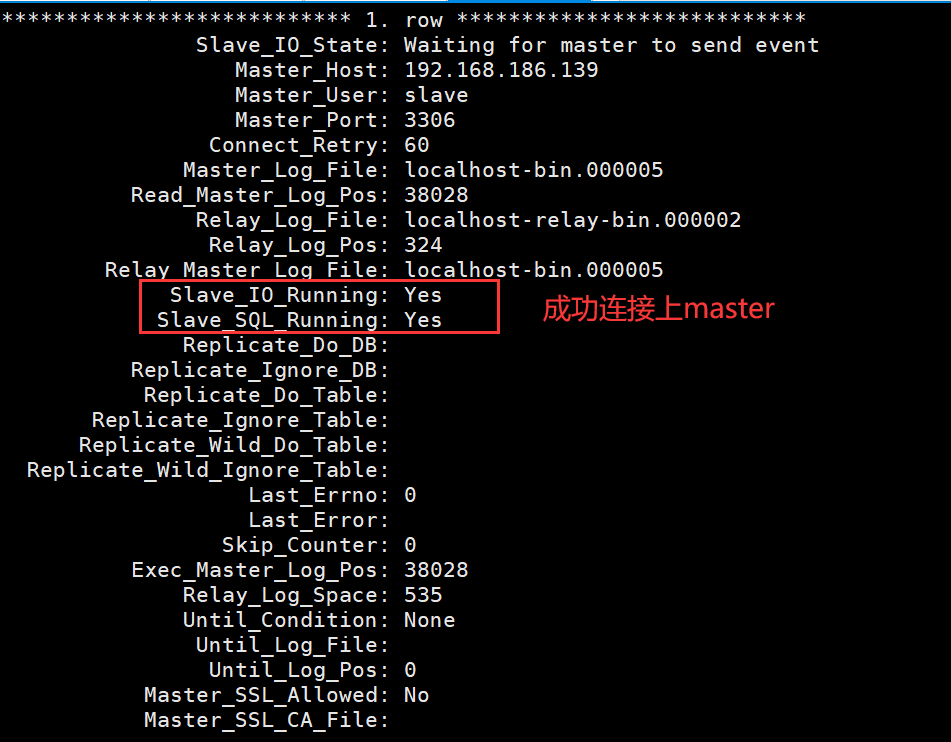 *************************** 1. row ***************************
Slave_IO_State: Waiting for master to send event
Master_Host: 192.168.186.139
Master_User: slave
Master_Port: 3306
Connect_Retry: 60
Master_Log_File: localhost-bin.000005
Read_Master_Log_Pos: 38028
Relay_Log_File: localhost-relay-bin.000002
Relay_Log_Pos: 324
Relay_Master_Log_File: localhost-bin.000005
Slave_IO_Running: Yes
Slave_SQL_Running: Yes
成功连接上master
Replicate_Do_DB:
Replicate_Ignore_DB:
Replicate_Do_Table:
Replicate_Ignore_Table:
Replicate_Wild_Do_Table:
Replicate_Wild_Ignore_Table:
Last_Errno: 0
Last_Error:
Skip_Counter: 0
Exec_Master_Log_Pos: 38028
Relay_Log_Space: 535
Until_Condition: None
Until_Log_File:
Until_Log_Pos: 0
Master_SSL_Allowed: No
Master_SSL_CA_File: